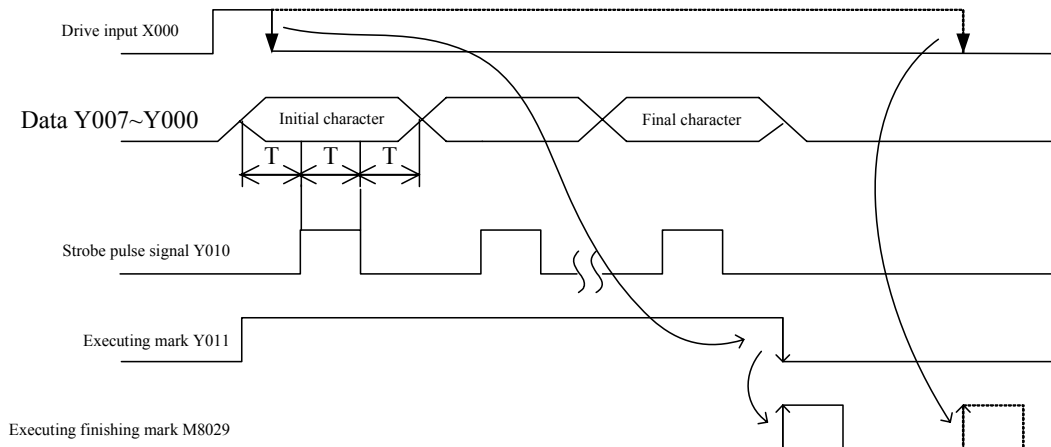 Drive input X000
Data Y007~Y000
Initial character
Final character
T
T
T
Strobe pulse signal Y010
Executing mark Y011
Executing finishing mark M8029